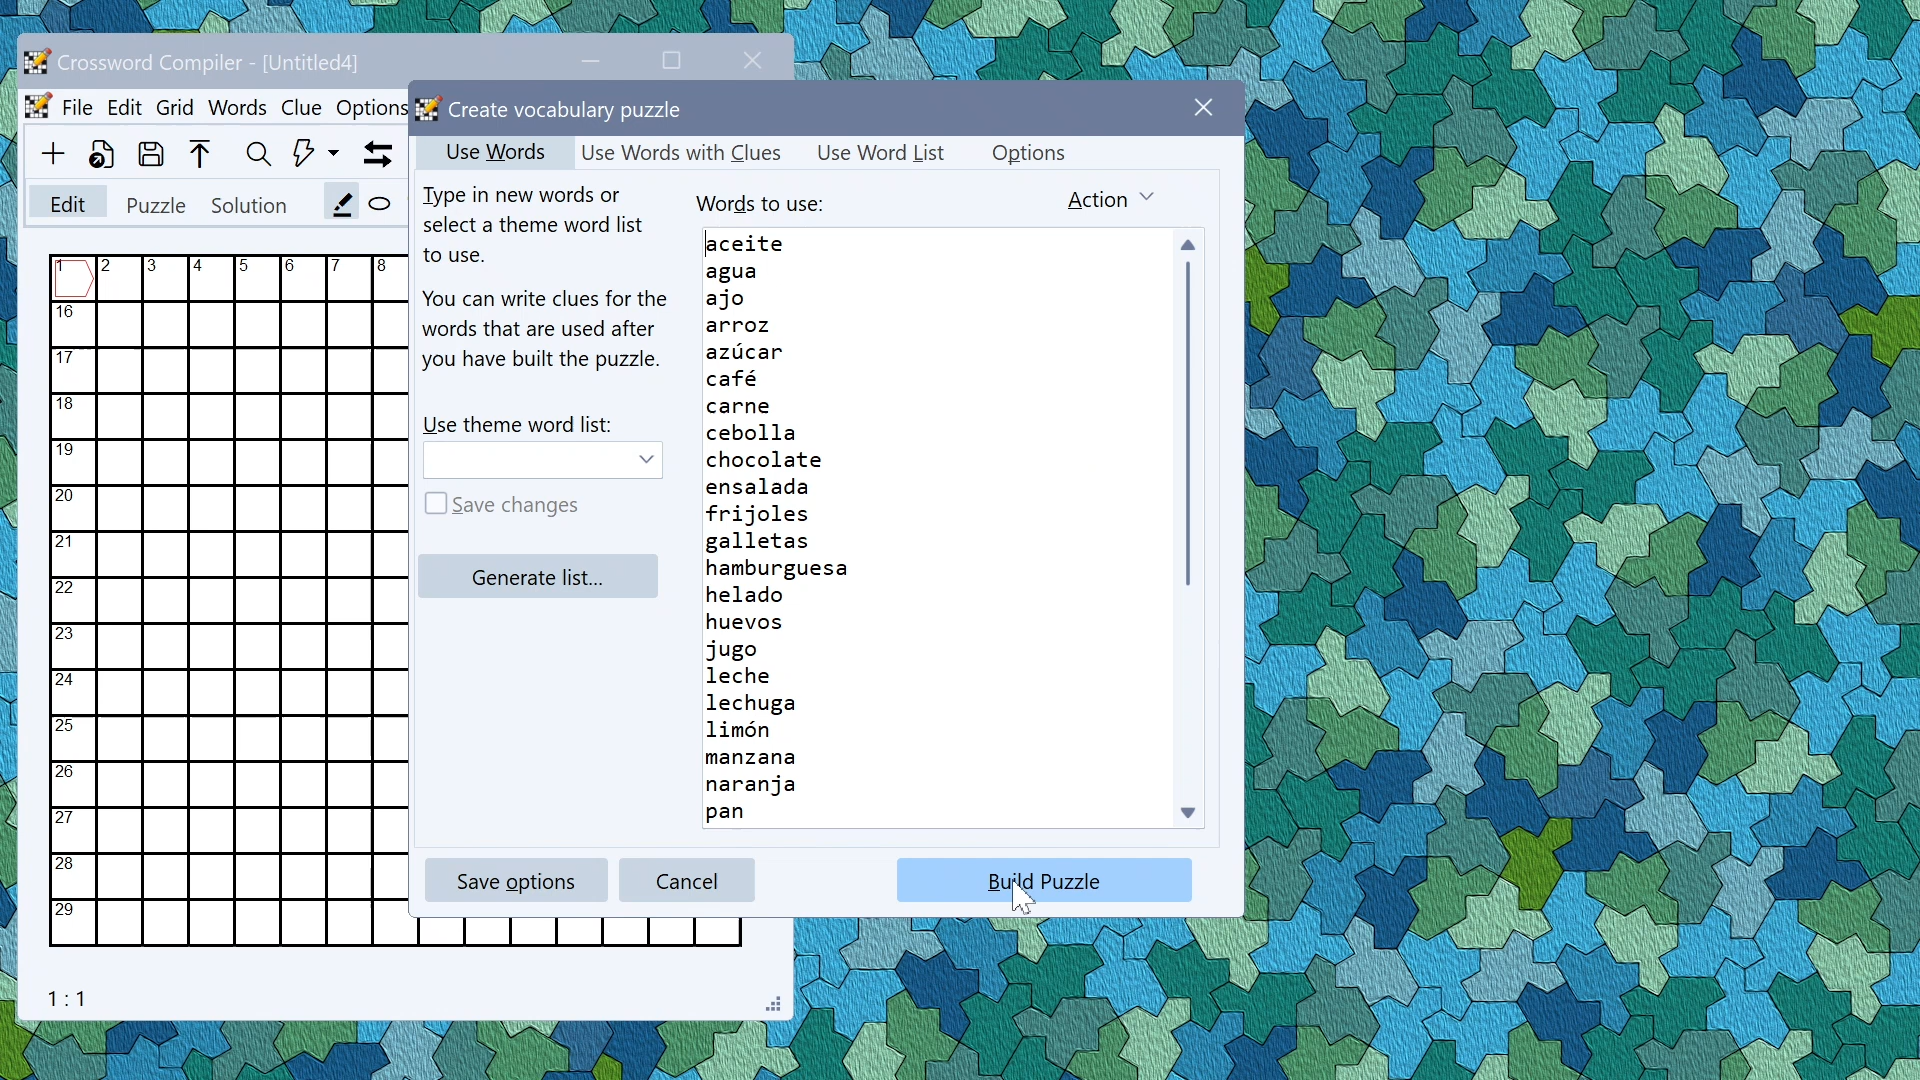 Crossword Compiler - [Untitled4]
File Edit Grid Words Clue Options
Edit Puzzle Solution
1 2 3 4 5 6 7 8
16
17
18
19
20
21
22
23
24
25
26
27
28
29
1 : 1
Create vocabulary puzzle
Use Words Use Words with Clues Use Word List Options
Type in new words or
select a theme word list
to use.
You can write clues for the
words that are used after
you have built the puzzle.
Use theme word list:
Save changes
Generate list...
Words to use:
Action
aceite
agua
ajo
arroz
azúcar
café
carne
cebolla
chocolate
ensalada
frijoles
galletas
hamburguesa
helado
huevos
jugo
leche
lechuga
limón
manzana
naranja
pan
Save options Cancel Build Puzzle